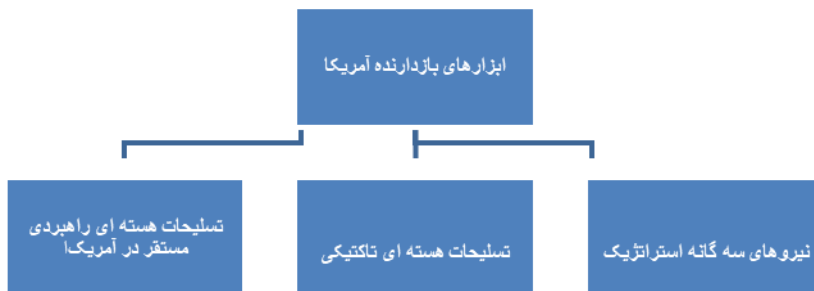 ابزارهای بازدارنده آمریکا
نیروهای سه گانه استراتژیک
تسلیحات هسته ای تاکتیکی
تسلیحات هسته ای راهبردی
مستقر در آمریکا